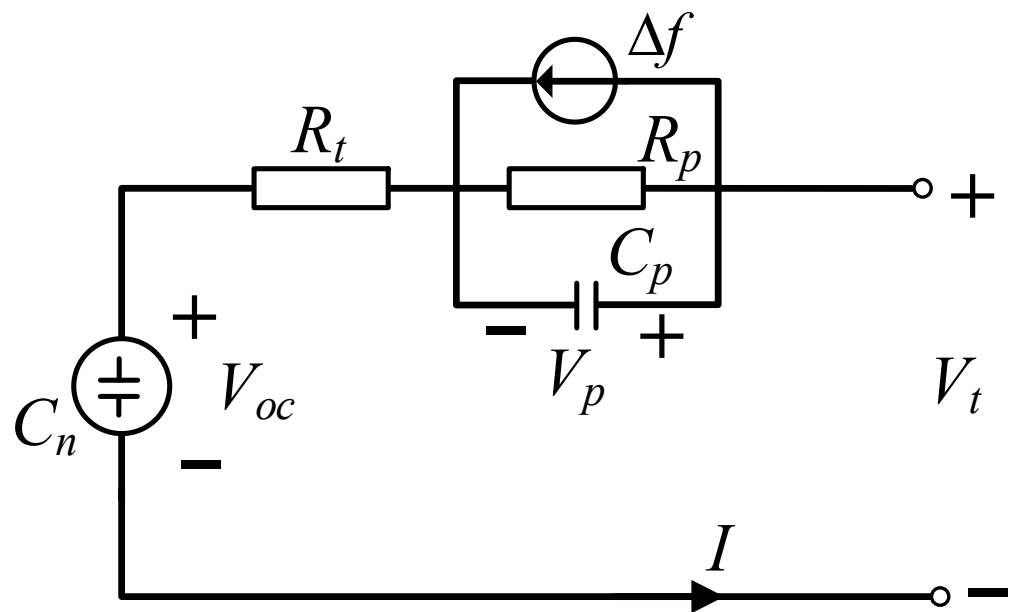 Δf
R_t
R_p
C_p
+
+
− +
V_oc
V_p
V_t
C_n
−
I
−